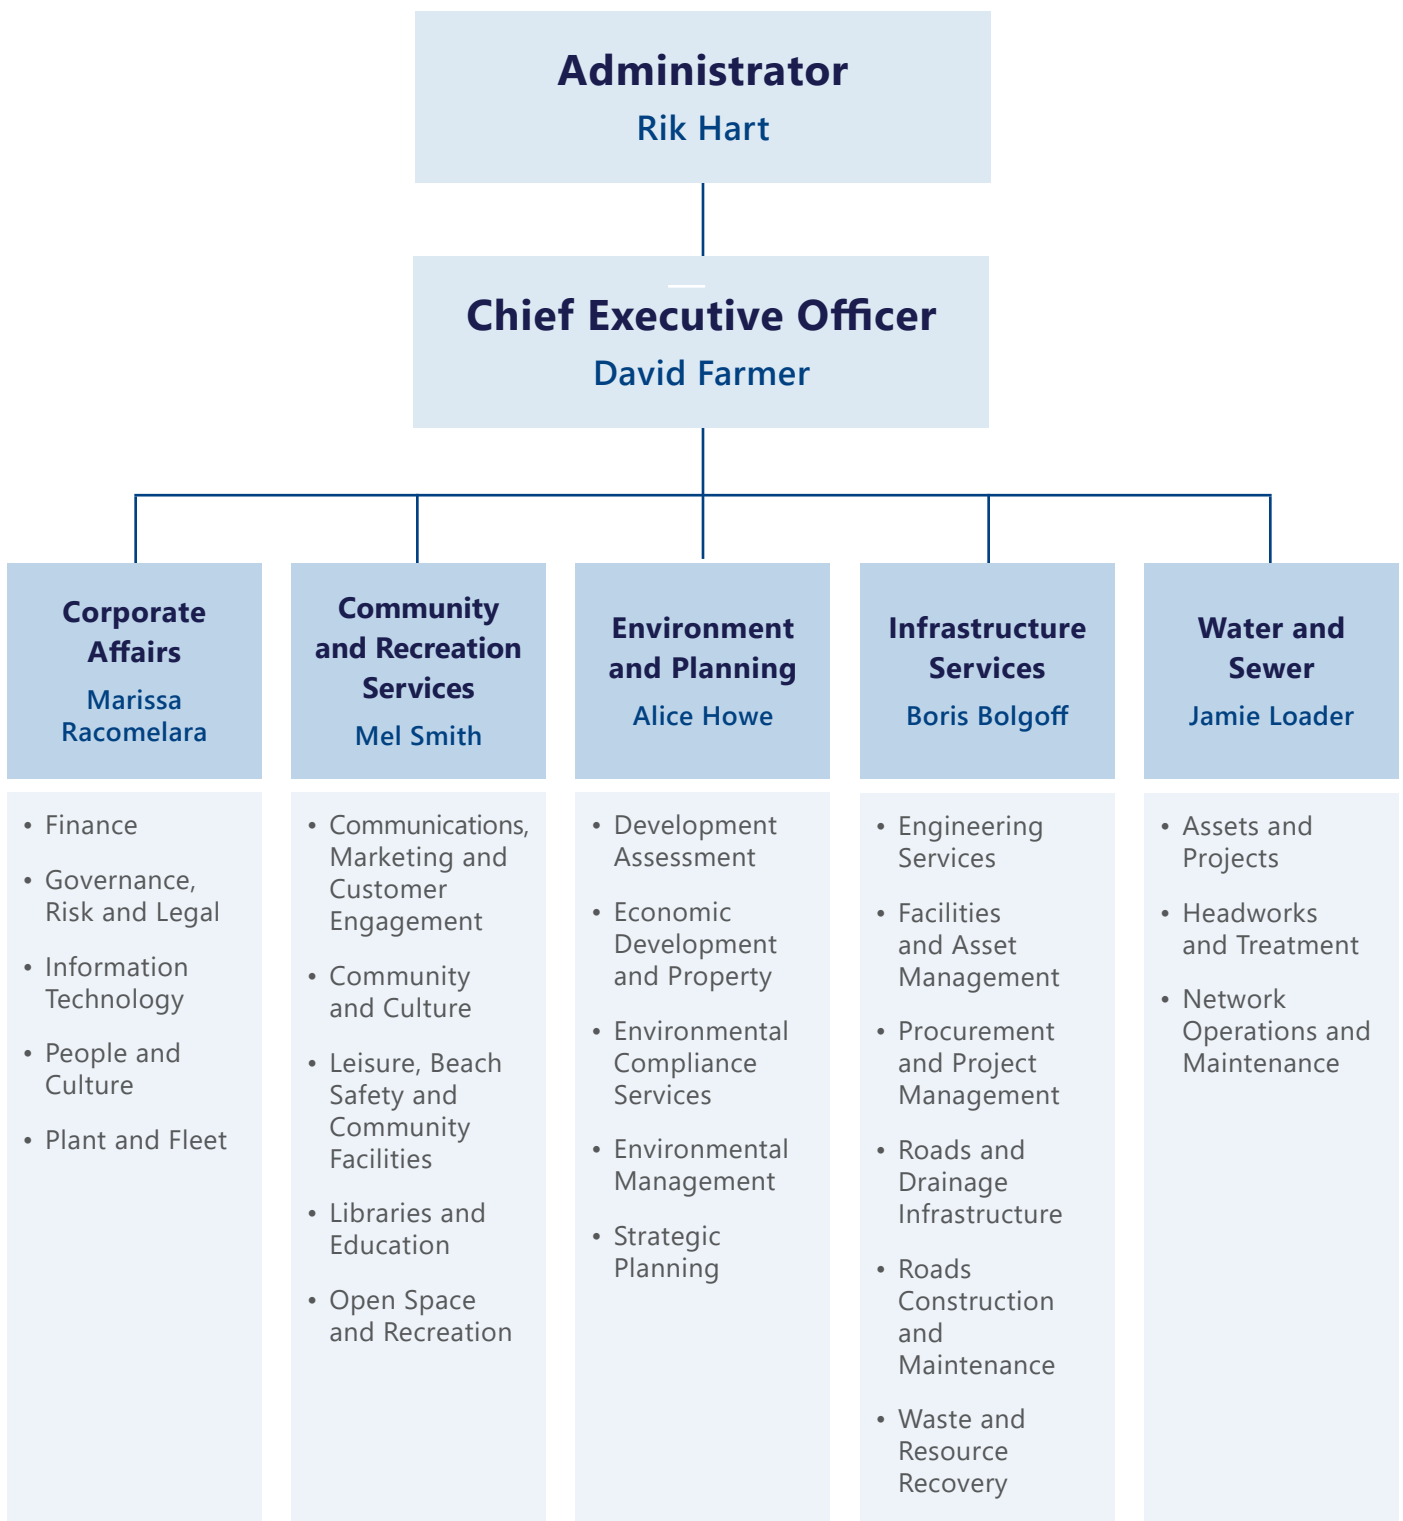 Administrator
Rik Hart
Chief Executive Officer
David Farmer
Corporate
Affairs
Marissa
Racomelara
• Finance
• Governance,
Risk and Legal
• Information
Technology
• People and
Culture
• Plant and Fleet
Community
and Recreation
Services
Mel Smith
• Communications,
Marketing and
Customer
Engagement
• Community
and Culture
• Leisure, Beach
Safety and
Community
Facilities
• Libraries and
Education
• Open Space
and Recreation
Environment
and Planning
Alice Howe
• Development
Assessment
• Economic
Development
and Property
• Environmental
Compliance
Services
• Environmental
Management
• Strategic
Planning
Infrastructure
Services
Boris Bolgoff
• Engineering
Services
• Facilities
and Asset
Management
• Procurement
and Project
Management
• Roads and
Drainage
Infrastructure
• Roads
Construction
and
Maintenance
• Waste and
Resource
Recovery
Water and
Sewer
Jamie Loader
• Assets and
Projects
• Headworks
and Treatment
• Network
Operations and
Maintenance